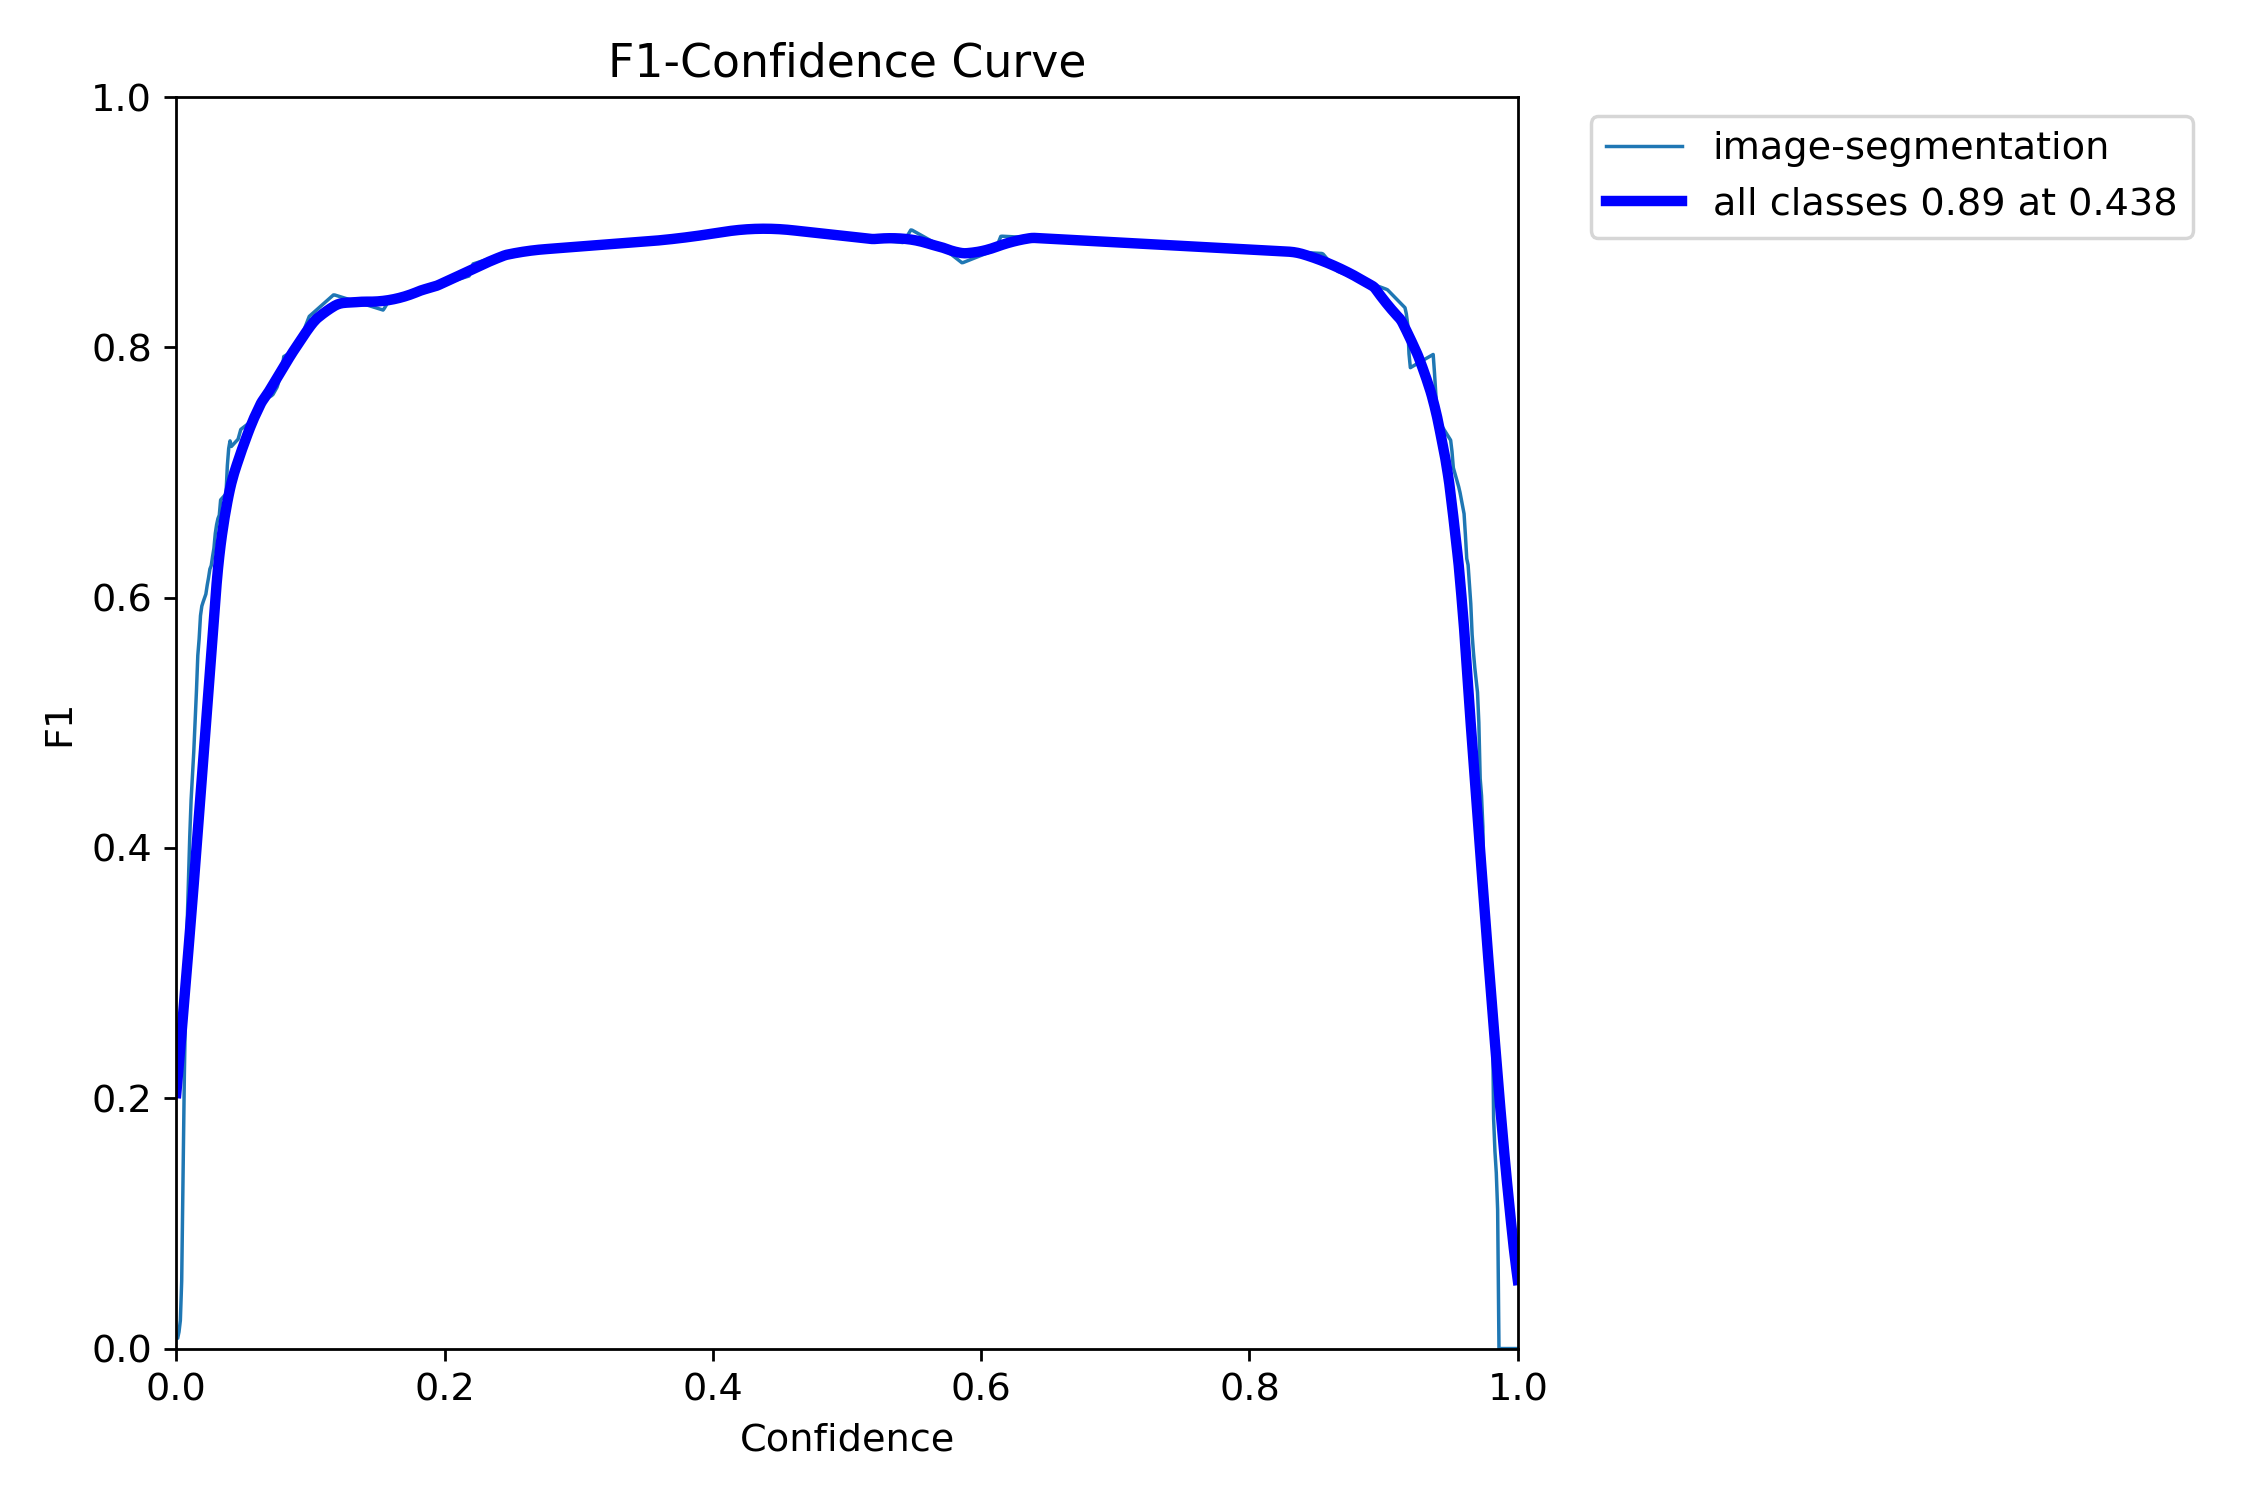 F1-Confidence Curve
1.0
0.8
0.6
0.4
0.2
0.0
F1
0.0 0.2 0.4 0.6 0.8 1.0
Confidence
image-segmentation
all classes 0.89 at 0.438